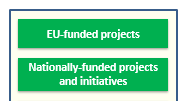 EU-funded projects
Nationally-funded projects
and initiatives